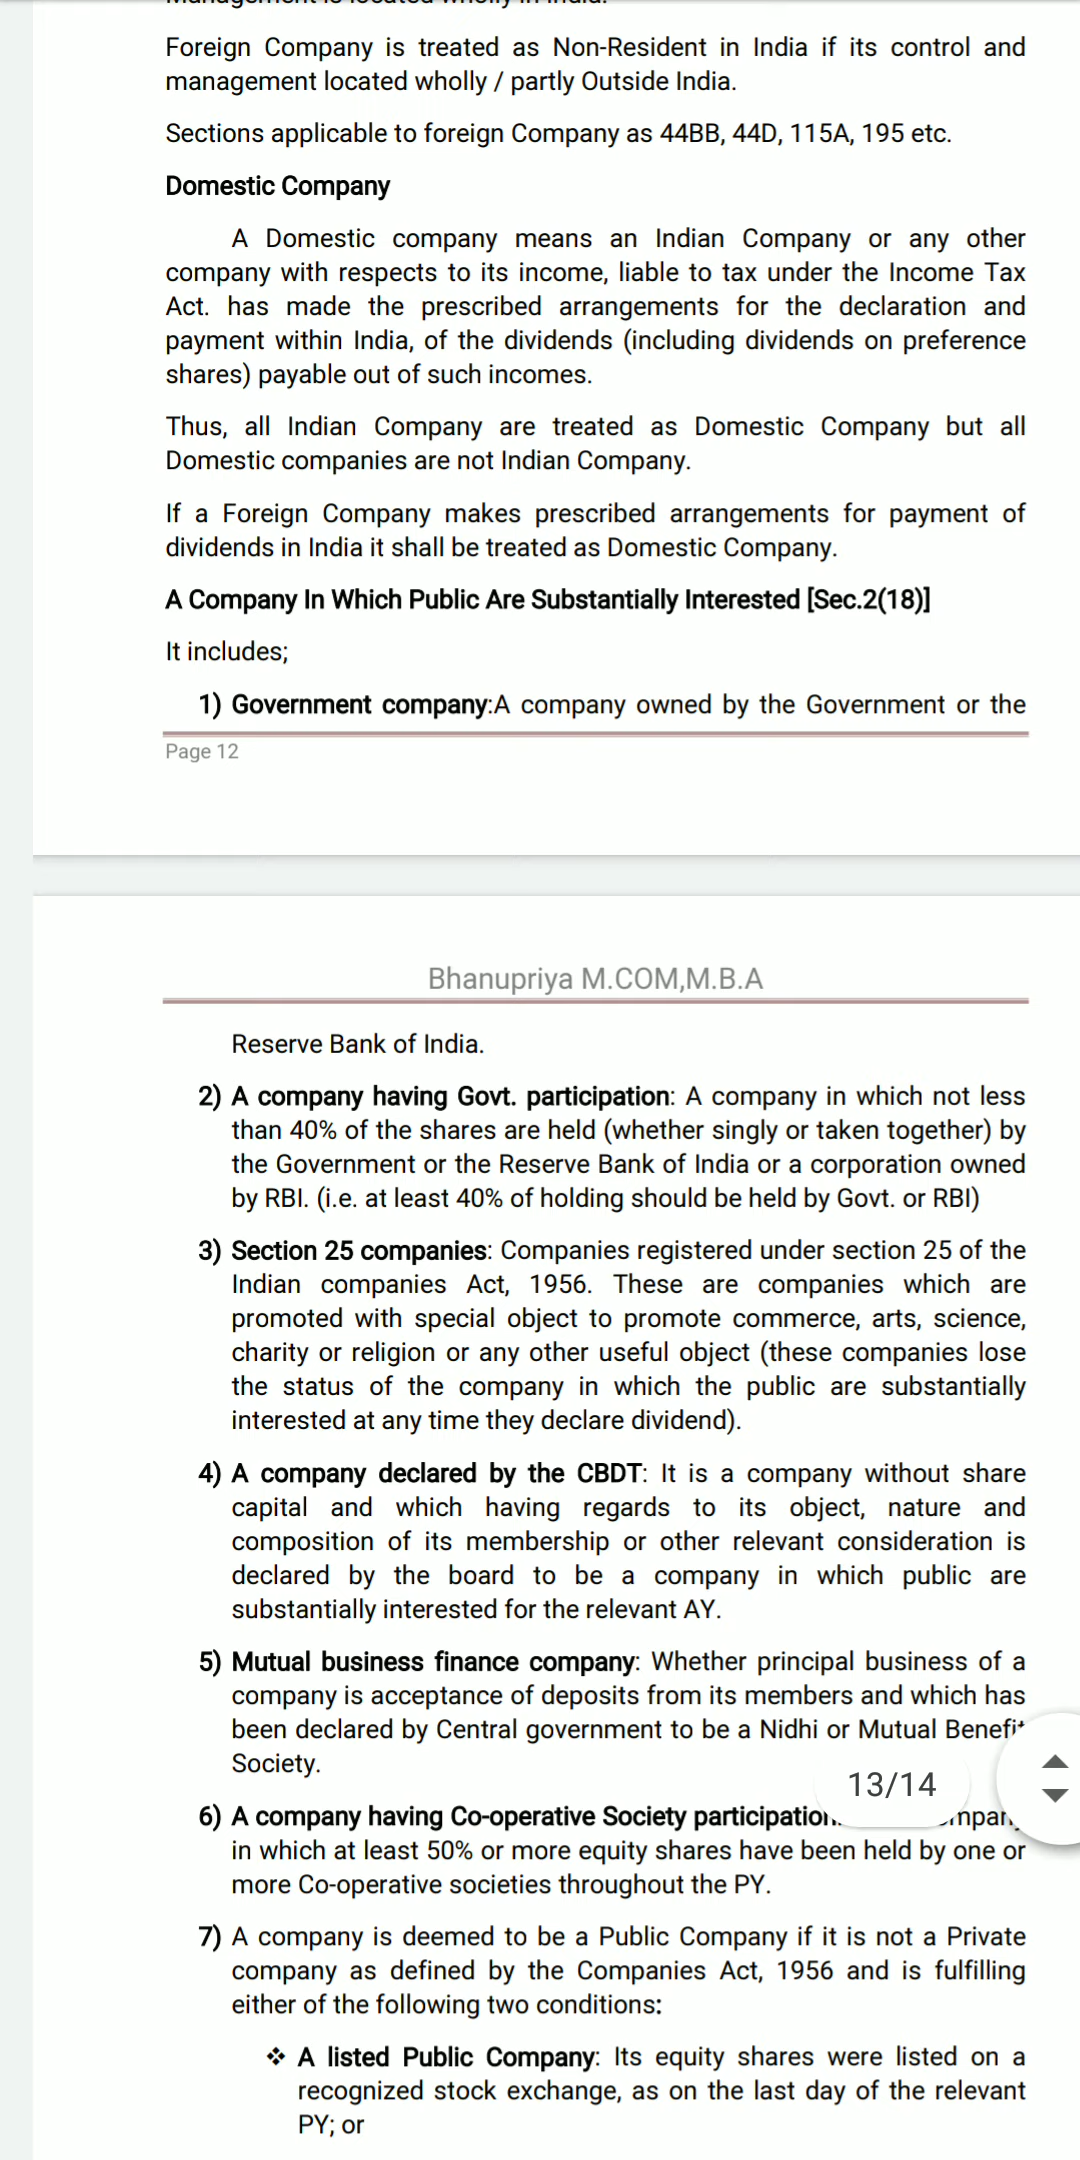 Management is located wholly in India.
Foreign Company is treated as Non-Resident in India if its control and
management located wholly / partly Outside India.
Sections applicable to foreign Company as 44BB, 44D, 115A, 195 etc.
Domestic Company
A Domestic company means an Indian Company or any other
company with respects to its income, liable to tax under the Income Tax
Act. has made the prescribed arrangements for the declaration and
payment within India, of the dividends (including dividends on preference
shares) payable out of such incomes.
Thus, all Indian Company are treated as Domestic Company but all
Domestic companies are not Indian Company.
If a Foreign Company makes prescribed arrangements for payment of
dividends in India it shall be treated as Domestic Company.
A Company In Which Public Are Substantially Interested [Sec.2(18)]
It includes;
1) Government company:A company owned by the Government or the
Page 12
Bhanupriya M.COM,M.B.A
Reserve Bank of India.
2) A company having Govt. participation: A company in which not less
than 40% of the shares are held (whether singly or taken together) by
the Government or the Reserve Bank of India or a corporation owned
by RBI. (i.e. at least 40% of holding should be held by Govt. or RBI)
3) Section 25 companies: Companies registered under section 25 of the
Indian companies Act, 1956. These are companies which are
promoted with special object to promote commerce, arts, science,
charity or religion or any other useful object (these companies lose
the status of the company in which the public are substantially
interested at any time they declare dividend).
4) A company declared by the CBDT: It is a company without share
capital and which having regards to its object, nature and
composition of its membership or other relevant consideration is
declared by the board to be a company in which public are
substantially interested for the relevant AY.
5) Mutual business finance company: Whether principal business of a
company is acceptance of deposits from its members and which has
been declared by Central government to be a Nidhi or Mutual Benefit
Society.
13/14
6) A company having Co-operative Society participation
in which at least 50% or more equity shares have been held by one or
more Co-operative societies throughout the PY.
7) A company is deemed to be a Public Company if it is not a Private
company as defined by the Companies Act, 1956 and is fulfilling
either of the following two conditions:
❖ A listed Public Company: Its equity shares were listed on a
recognized stock exchange, as on the last day of the relevant
PY; or